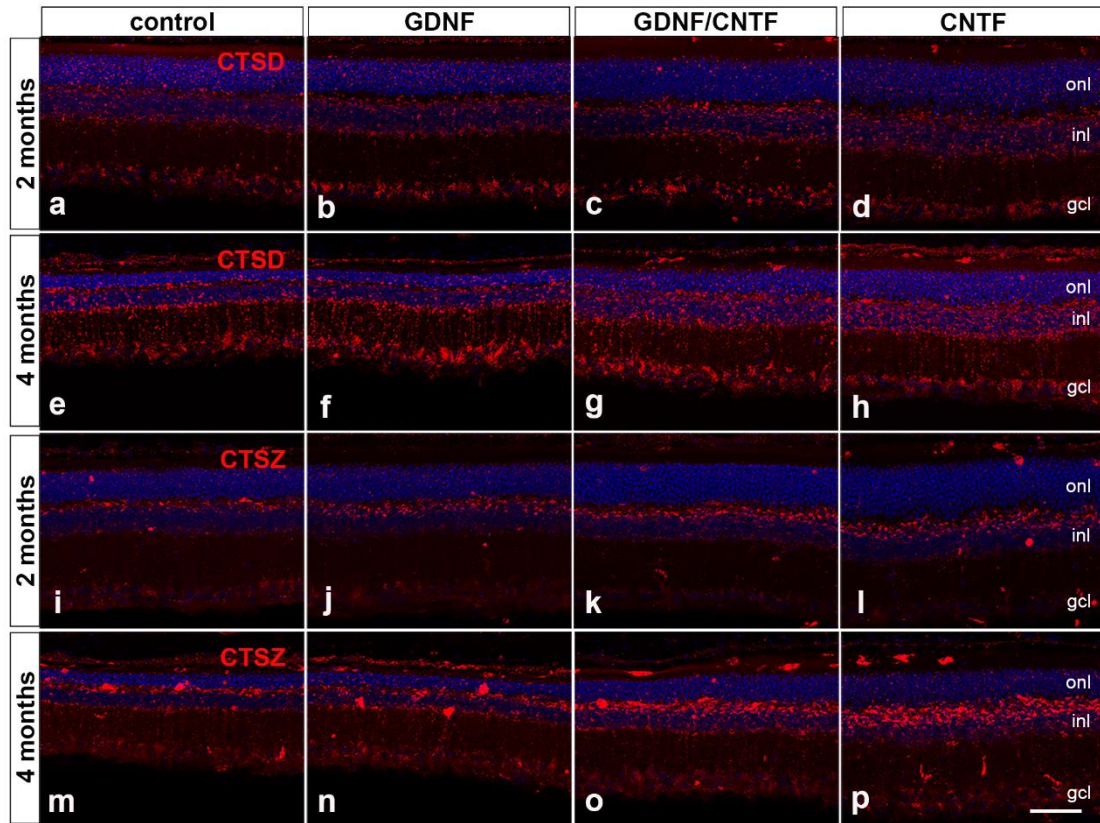 control GDNF GDNF/CNTF CNTF
2 months
CTSD
onl
inl
gcl
a b c d
4 months
CTSD
onl
inl
gcl
e f g h
2 months
CTSZ
onl
inl
gcl
i j k l
4 months
CTSZ
onl
inl
gcl
m n o p